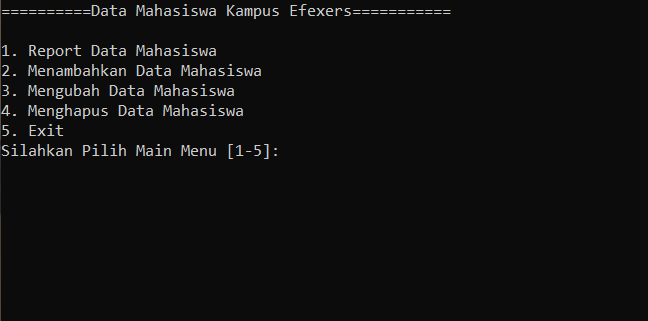 ==========Data Mahasiswa Kampus Efexers===========
1. Report Data Mahasiswa
2. Menambahkan Data Mahasiswa
3. Mengubah Data Mahasiswa
4. Menghapus Data Mahasiswa
5. Exit
Silahkan Pilih Main Menu [1-5]: